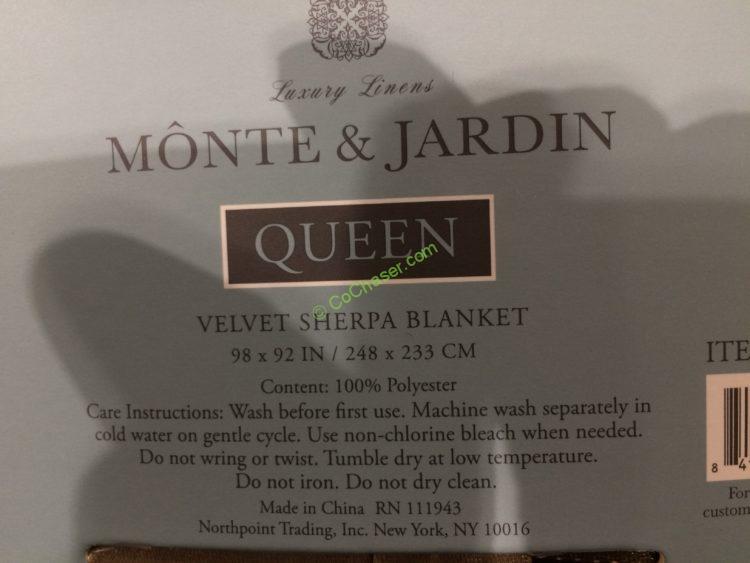 Luxury Linens
MÔNTE & JARDIN
QUEEN
© CoChaser.com
VELVET SHERPA BLANKET
98 x 92 IN / 248 x 233 CM
Content: 100% Polyester
Care Instructions: Wash before first use. Machine wash separately in
cold water on gentle cycle. Use non-chlorine bleach when needed.
Do not wring or twist. Tumble dry at low temperature.
Do not iron. Do not dry clean.
Made in China RN 111943
Northpoint Trading, Inc. New York, NY 10016
ITE
8 41
For
custom